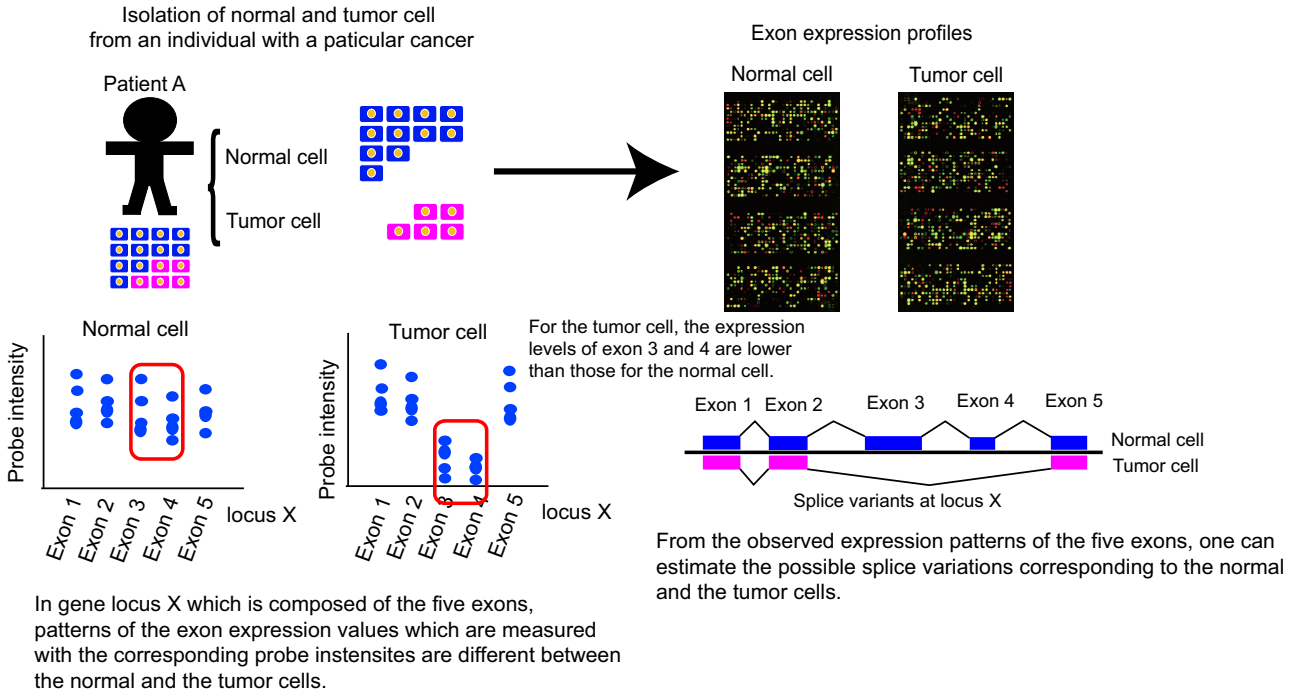 Isolation of normal and tumor cell
from an individual with a paticular cancer
Patient A
Normal cell
Tumor cell
Exon expression profiles
Normal cell
Tumor cell
Normal cell
Probe intensity
Exon 1
Exon 2
Exon 3
Exon 4
Exon 5
locus X
Tumor cell
Probe intensity
Exon 1
Exon 2
Exon 3
Exon 4
Exon 5
locus X
For the tumor cell, the expression
levels of exon 3 and 4 are lower
than those for the normal cell.
Exon 1
Exon 2
Exon 3
Exon 4
Exon 5
Normal cell
Tumor cell
Splice variants at locus X
In gene locus X which is composed of the five exons,
patterns of the exon expression values which are measured
with the corresponding probe instensites are different between
the normal and the tumor cells.
From the observed expression patterns of the five exons, one can
estimate the possible splice variations corresponding to the normal
and the tumor cells.